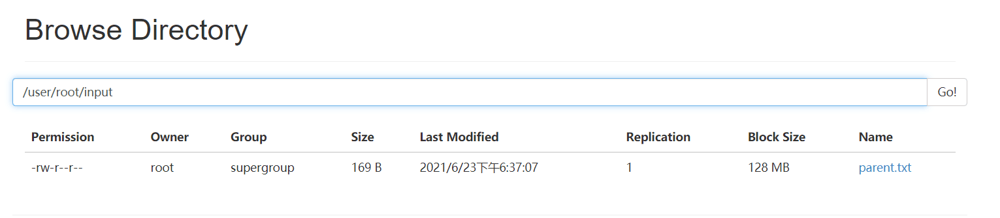 Browse Directory
/user/root/input Go!
Permission Owner Group Size Last Modified Replication Block Size Name
-rw-r--r-- root supergroup 169 B 2021/6/23下午6:37:07 1 128 MB parent.txt